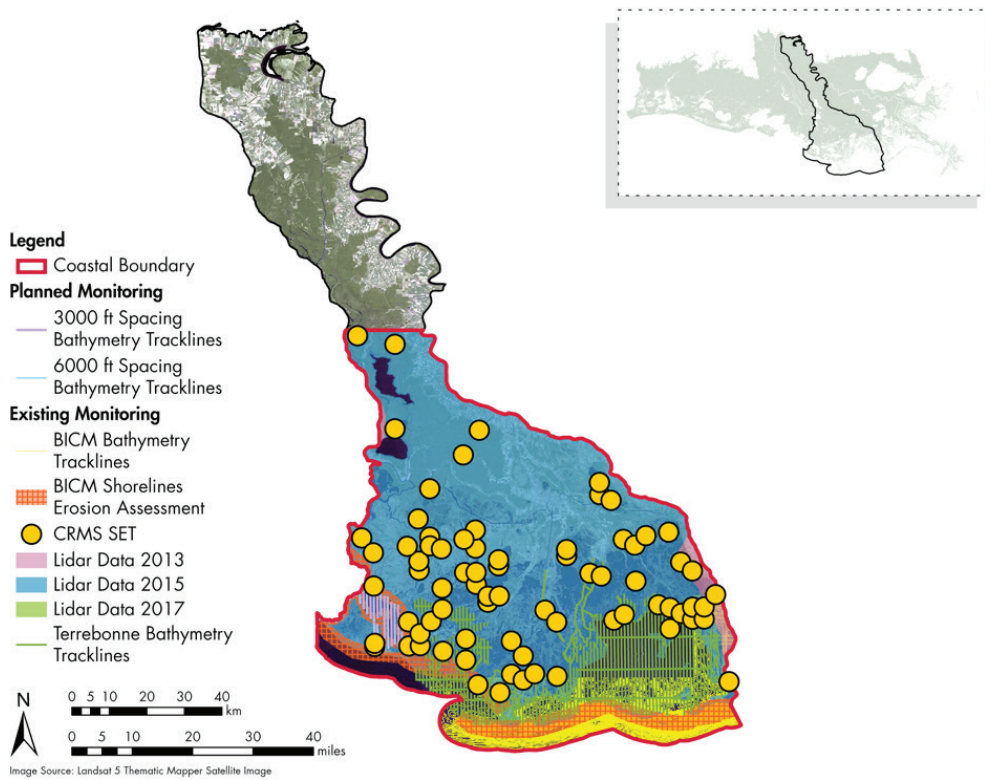 Legend
Coastal Boundary
Planned Monitoring
3000 ft Spacing
Bathymetry Tracklines
6000 ft Spacing
Bathymetry Tracklines
Existing Monitoring
BICM Bathymetry
Tracklines
BICM Shorelines
Erosion Assessment
CRMS SET
Lidar Data 2013
Lidar Data 2015
Lidar Data 2017
Terrebonne Bathymetry
Tracklines
N
0 5 10 20 30 40
km
0 5 10 20 30 40
miles
Image Source: Landsat 5 Thematic Mapper Satellite Image